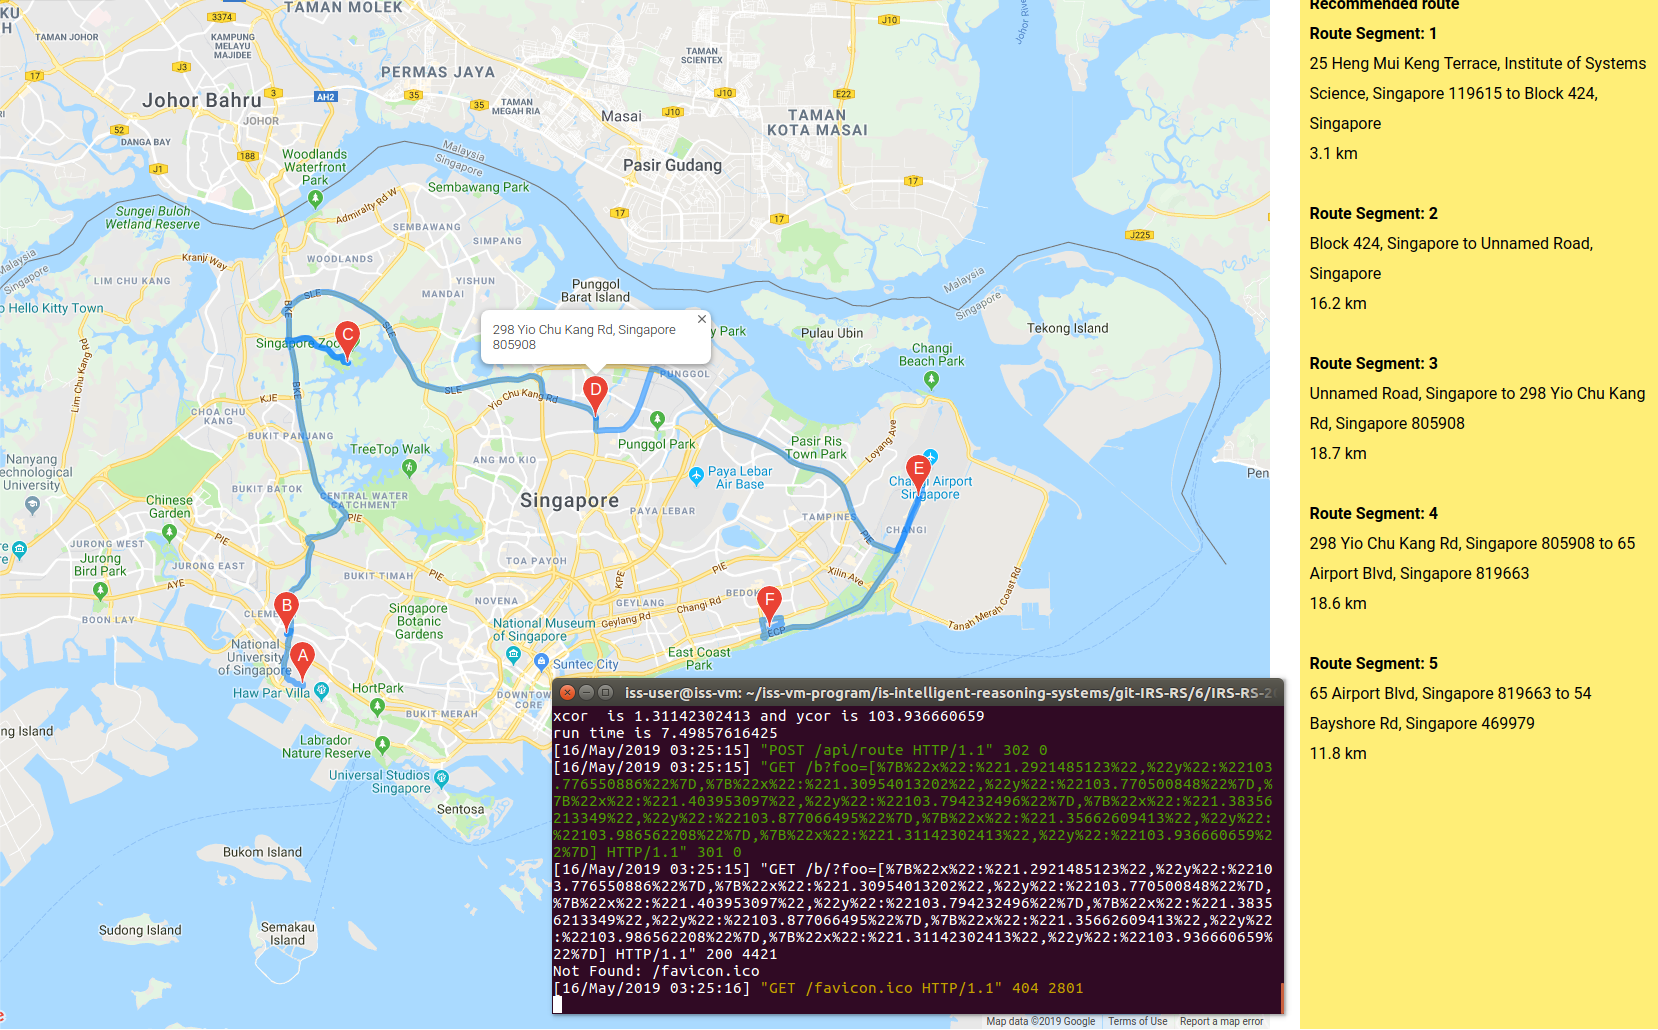 TAMAN MOLEK
3374
J10
TAMAN JOHOR
KAMPUNG
MELAYU
MAJIDEE
TAMAN
SCIENTEX
Johor River
17
J3
PERMAS JAYA
3
AH2
35
35
TAMAN
MEGAH RIA
J10
E22
Johor Bahru
JOHOR
Masai
J10
TAMAN
KOTA MASAI
52
DANGA BAY
188
J1
Woodlands
Waterfront
Park
Malaysia
Singapore
Pasir Gudang
Sembawang Park
17
Sungei Buloh
Wetland Reserve
Admiralty Rd W
17
17
J225
SEMBAWANG
SIMPANG
Malaysia
Singapore
Kranji Way
WOODLANDS
LIM CHU KANG
YISHUN
MANDAI
Punggol
Barat Island
Malaysia
Singapore
o Hello Kitty Town
BKE
SLE
SLE
298 Yio Chu Kang Rd, Singapore
805908
y Park
Pulau Ubin
Tekong Island
C
Singapore Zoo
Changi
Beach Park
Lim Chu Kang Rd
PUNGGOL
KJE
BKE
SLE
Yio Chu Kang Rd
D
CHOA CHU
KANG
BUKIT PANJANG
Punggol Park
Pasir Ris
Town Park
Loyang Ave
TreeTop Walk
ANG MO KIO
Nanyang
echnological
University
BUKIT BATOK
Paya Lebar
Air Base
E
Changi Airport
Singapore
Pen
Chinese
Garden
CENTRAL WATER
CATCHMENT
Singapore
PAYA LEBAR
TAMPINES
PIE
PIE
PIE
CHANGI
JURONG WEST
Jurong
Bird Park
JURONG EAST
TOA PAYOH
AYE
BUKIT TIMAH
PIE
KPE
Xilin Ave
BOON LAY
B
CLEME
Singapore
Botanic
Gardens
NOVENA
GEYLANG
Changi Rd
BEDO
F
Geylang Rd
ECP
Tanah Merah Coast Rd
National Museum
of Singapore
National
University
of Singapore
A
Suntec City
East Coast
Park
Haw Par Villa
HortPark
DOWNTOW
CORE
BUKIT MERAH
ng Island
Labrador
Nature Reserve
Universal Studios
Singapore
Sentosa
Bukom Island
Sudong Island
Semakau
Island
iss-user@iss-vm: ~/iss-vm-program/is-intelligent-reasoning-systems/git-IRS-RS/6/IRS-RS-2
xcor  is 1.31142302413 and ycor is 103.936660659
run time is 7.49857616425
[16/May/2019 03:25:15] "POST /api/route HTTP/1.1" 302 0
[16/May/2019 03:25:15] "GET /b?foo=[%7B%22x%22:%221.2921485123%22,%22y%22:%22103
.776550886%22%7D,%7B%22x%22:%221.30954013202%22,%22y%22:%22103.770500848%22%7D,%
7B%22x%22:%221.403953097%22,%22y%22:%22103.794232496%22%7D,%7B%22x%22:%221.38356
213349%22,%22y%22:%22103.877066495%22%7D,%7B%22x%22:%221.35662609413%22,%22y%22:
%22103.986562208%22%7D,%7B%22x%22:%221.31142302413%22,%22y%22:%22103.936660659%2
2%7D] HTTP/1.1" 301 0
[16/May/2019 03:25:15] "GET /b/?foo=[%7B%22x%22:%221.2921485123%22,%22y%22:%2210
3.776550886%22%7D,%7B%22x%22:%221.30954013202%22,%22y%22:%22103.770500848%22%7D,
%7B%22x%22:%221.403953097%22,%22y%22:%22103.794232496%22%7D,%7B%22x%22:%221.3835
6213349%22,%22y%22:%22103.877066495%22%7D,%7B%22x%22:%221.35662609413%22,%22y%22
:%22103.986562208%22%7D,%7B%22x%22:%221.31142302413%22,%22y%22:%22103.936660659%
22%7D] HTTP/1.1" 200 4421
Not Found: /favicon.ico
[16/May/2019 03:25:16] "GET /favicon.ico HTTP/1.1" 404 2801
Map data ©2019 Google
Terms of Use
Report a map error
Recommended route
Route Segment: 1
25 Heng Mui Keng Terrace, Institute of Systems
Science, Singapore 119615 to Block 424,
Singapore
3.1 km
Route Segment: 2
Block 424, Singapore to Unnamed Road,
Singapore
16.2 km
Route Segment: 3
Unnamed Road, Singapore to 298 Yio Chu Kang
Rd, Singapore 805908
18.7 km
Route Segment: 4
298 Yio Chu Kang Rd, Singapore 805908 to 65
Airport Blvd, Singapore 819663
18.6 km
Route Segment: 5
65 Airport Blvd, Singapore 819663 to 54
Bayshore Rd, Singapore 469979
11.8 km